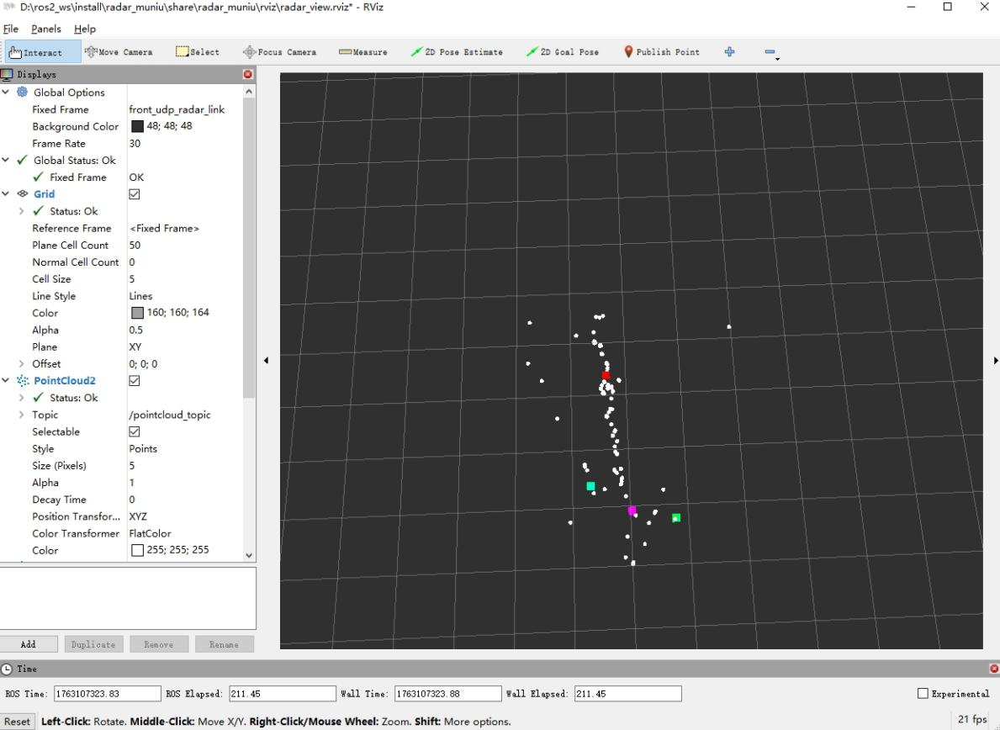 D:\ros2_ws\install\radar_muniu\share\radar_muniu\rviz\radar_view.rviz* - RViz
File Panels Help
Interact Move Camera Select Focus Camera Measure 2D Pose Estimate 2D Goal Pose Publish Point
Displays
Global Options
Fixed Frame front_udp_radar_link
Background Color 48; 48; 48
Frame Rate 30
Global Status: Ok
Fixed Frame OK
Grid
Status: Ok
Reference Frame <Fixed Frame>
Plane Cell Count 50
Normal Cell Count 0
Cell Size 5
Line Style Lines
Color 160; 160; 164
Alpha 0.5
Plane XY
Offset 0; 0; 0
PointCloud2
Status: Ok
Topic /pointcloud_topic
Selectable
Style Points
Size (Pixels) 5
Alpha 1
Decay Time 0
Position Transfor... XYZ
Color Transformer FlatColor
Color 255; 255; 255
Add Duplicate Remove Rename
Time
ROS Time: 1763107323.83 ROS Elapsed: 211.45 Wall Time: 1763107323.88 Wall Elapsed: 211.45 Experimental
Reset Left-Click: Rotate. Middle-Click: Move X/Y. Right-Click/Mouse Wheel: Zoom. Shift: More options. 21 fps